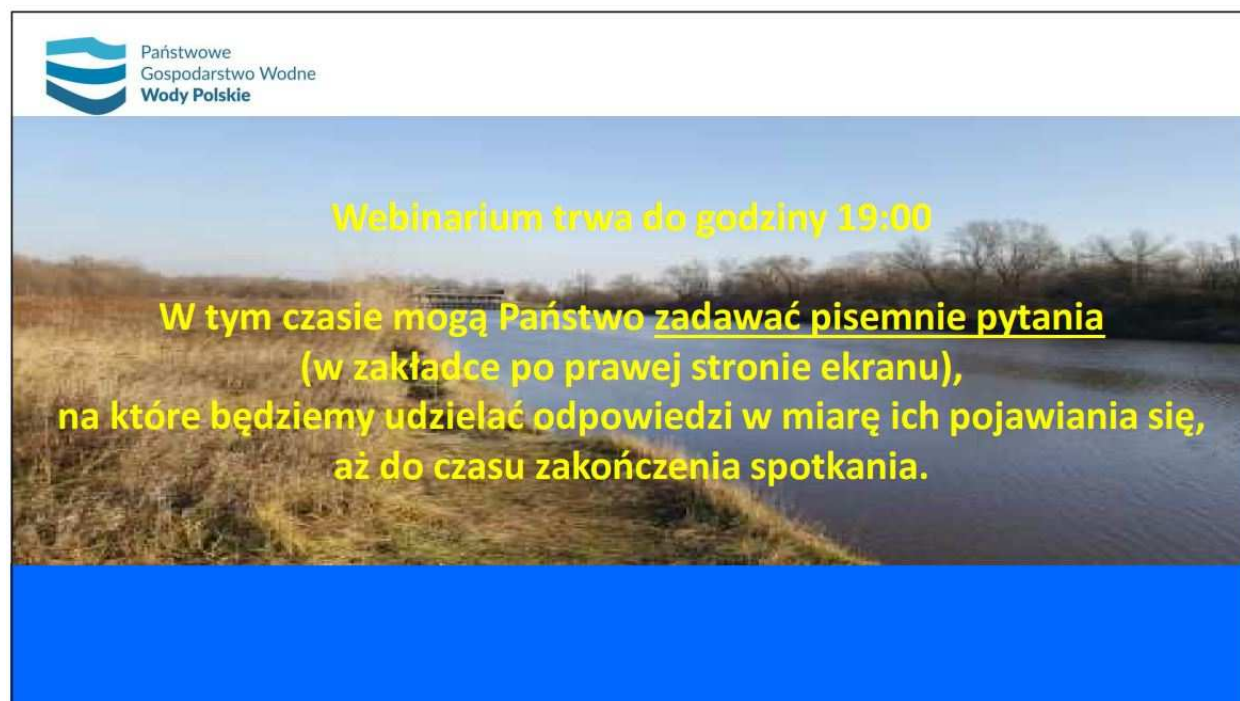 Państwowe
Gospodarstwo Wodne
Wody Polskie
Webinarium trwa do godziny 19:00
W tym czasie mogą Państwo zadawać pisemnie pytania
(w zakładce po prawej stronie ekranu),
na które będziemy udzielać odpowiedzi w miarę ich pojawiania się,
aż do czasu zakończenia spotkania.